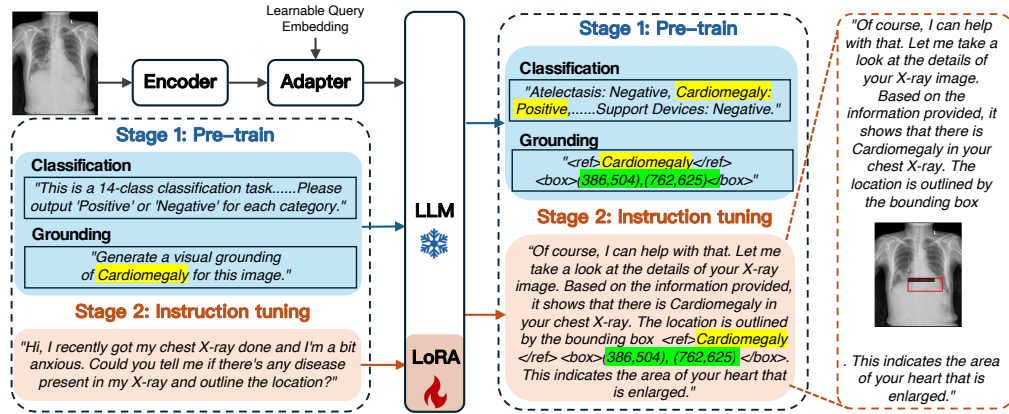 Learnable Query
Embedding
Encoder
Adapter
Stage 1: Pre-train
Classification
"This is a 14-class classification task......Please
output 'Positive' or 'Negative' for each category."
Grounding
"Generate a visual grounding
of Cardiomegaly for this image."
Stage 2: Instruction tuning
"Hi, I recently got my chest X-ray done and I'm a bit
anxious. Could you tell me if there's any disease
present in my X-ray and outline the location?"
LLM
LoRA
Stage 1: Pre-train
Classification
"Atelectasis: Negative, Cardiomegaly:
Positive,......Support Devices: Negative."
Grounding
"<ref>Cardiomegaly</ref>
<box>(386,504),(762,625)</box>"
Stage 2: Instruction tuning
"Of course, I can help with that. Let me
take a look at the details of your X-ray
image. Based on the information provided,
it shows that there is Cardiomegaly in
your chest X-ray. The location is outlined
by the bounding box <ref>Cardiomegaly
</ref> <box>(386,504), (762,625) </box>.
This indicates the area of your heart that
is enlarged."
"Of course, I can help
with that. Let me take a
look at the details of
your X-ray image.
Based on the
information provided, it
shows that there is
Cardiomegaly in your
chest X-ray. The
location is outlined by
the bounding box
. This indicates the area
of your heart that is
enlarged."